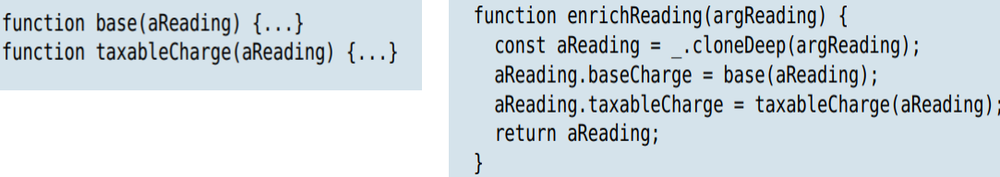 function base(aReading) {...}
function taxableCharge(aReading) {...}
function enrichReading(argReading) {
  const aReading = _.cloneDeep(argReading);
  aReading.baseCharge = base(aReading);
  aReading.taxableCharge = taxableCharge(aReading);
  return aReading;
}